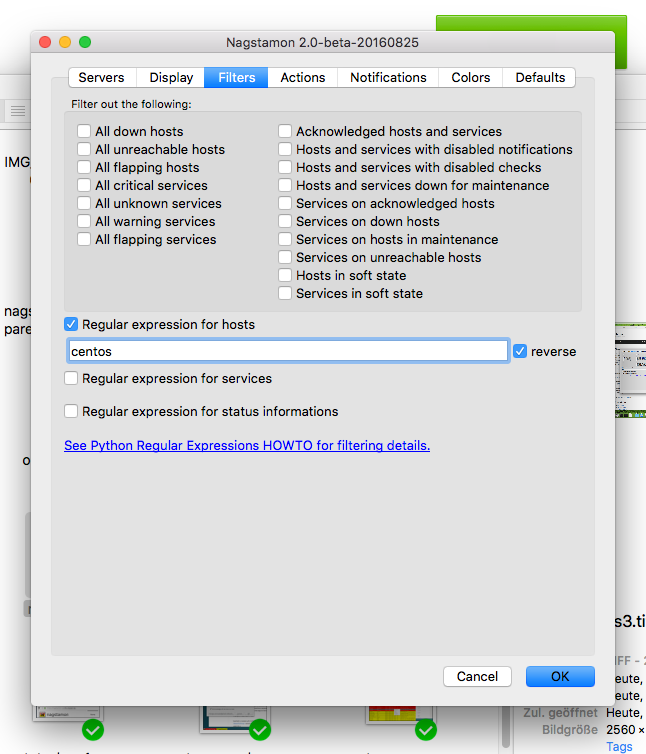 Nagstamon 2.0-beta-20160825
Servers Display Filters Actions Notifications Colors Defaults
Filter out the following:
All down hosts
All unreachable hosts
All flapping hosts
All critical services
All unknown services
All warning services
All flapping services
Acknowledged hosts and services
Hosts and services with disabled notifications
Hosts and services with disabled checks
Hosts and services down for maintenance
Services on acknowledged hosts
Services on down hosts
Services on hosts in maintenance
Services on unreachable hosts
Hosts in soft state
Services in soft state
Regular expression for hosts
centos
reverse
Regular expression for services
Regular expression for status informations
See Python Regular Expressions HOWTO for filtering details.
Cancel OK
IMG
nags
pare
s3.ti
IFF - 2
Heute,
Heute,
Zul. geöffnet Heute,
Bildgröße 2560 ×
Tags
nagstamon